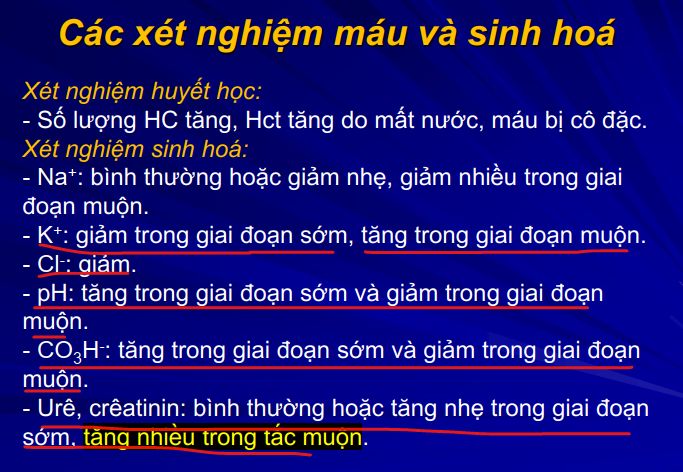 Các xét nghiệm máu và sinh hoá
Xét nghiệm huyết học:
- Số lượng HC tăng, Hct tăng do mất nước, máu bị cô đặc.
Xét nghiệm sinh hoá:
- Na⁺: bình thường hoặc giảm nhẹ, giảm nhiều trong giai
đoạn muộn.
- K⁺: giảm trong giai đoạn sớm, tăng trong giai đoạn muộn.
- Cl⁻: giảm.
- pH: tăng trong giai đoạn sớm và giảm trong giai đoạn
muộn.
- CO₃H⁻: tăng trong giai đoạn sớm và giảm trong giai đoạn
muộn.
- Urê, crêatinin: bình thường hoặc tăng nhẹ trong giai đoạn
sớm, tăng nhiều trong tắc muộn.